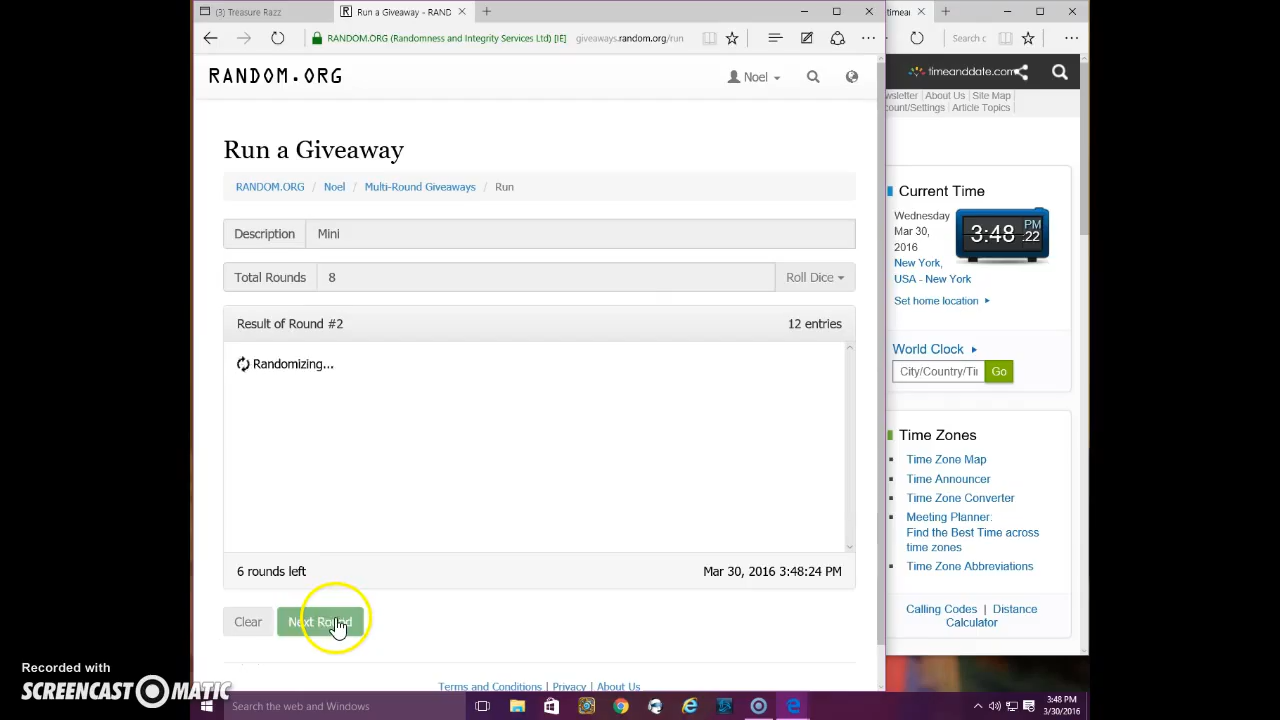 (3) Treasure Razz
Run a Giveaway - RAND
timeand
RANDOM.ORG (Randomness and Integrity Services Ltd) [IE]
giveaways.random.org/run
Search c
RANDOM.ORG
Noel
timeanddate.com
wsletter | About Us | Site Map
count/Settings | Article Topics
Run a Giveaway
RANDOM.ORG / Noel / Multi-Round Giveaways / Run
Description Mini
Total Rounds 8 Roll Dice
Result of Round #2 12 entries
Randomizing...
6 rounds left Mar 30, 2016 3:48:24 PM
Clear Next Round
Terms and Conditions | Privacy | About Us
Current Time
Wednesday
Mar 30,
2016
New York,
USA - New York
3:48 PM :22
Set home location
World Clock
City/Country/Tir Go
Time Zones
Time Zone Map
Time Announcer
Time Zone Converter
Meeting Planner:
Find the Best Time across
time zones
Time Zone Abbreviations
Calling Codes | Distance
Calculator
Recorded with
SCREENCAST MATIC
Search the web and Windows
3:48 PM
3/30/2016